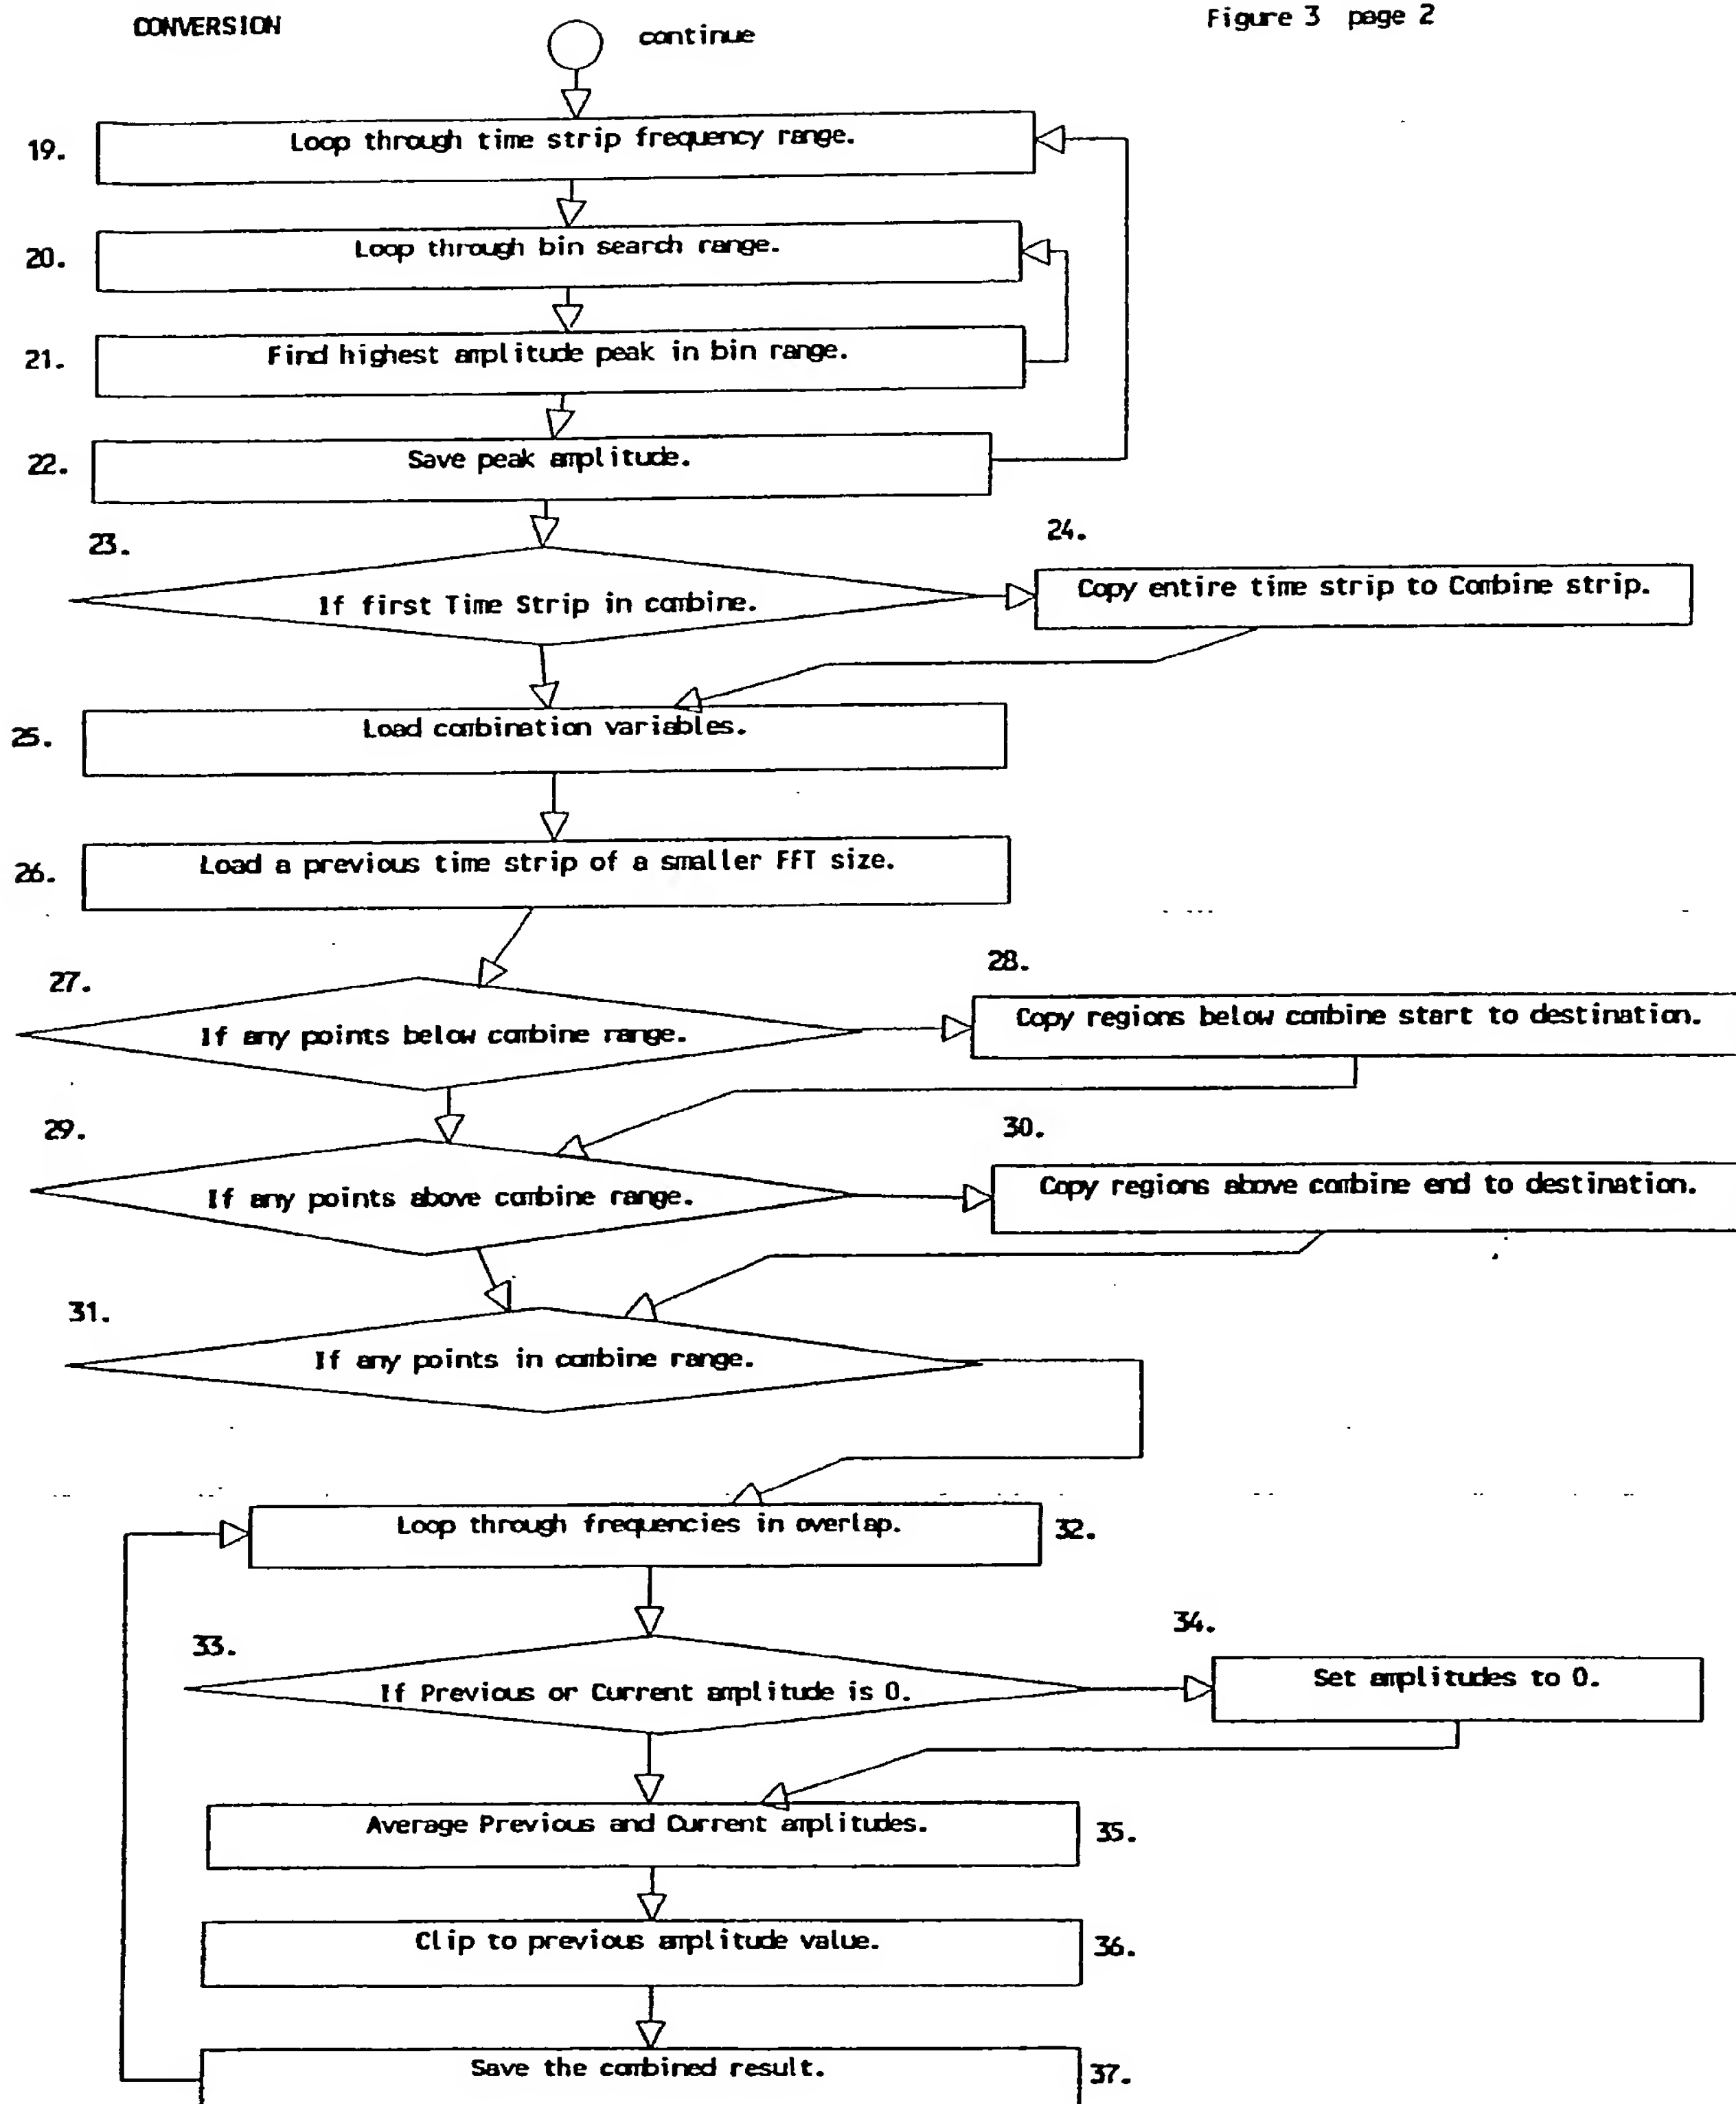 CONVERSION
continue
Figure 3 page 2
19.
Loop through time strip frequency range.
20.
Loop through bin search range.
21.
Find highest amplitude peak in bin range.
22.
Save peak amplitude.
23.
If first Time Strip in combine.
24.
Copy entire time strip to Combine strip.
25.
Load combination variables.
26.
Load a previous time strip of a smaller FfT size.
27.
If any points below combine range.
28.
Copy regions below combine start to destination.
29.
If any points above combine range.
30.
Copy regions above combine end to destination.
31.
If any points in combine range.
Loop through frequencies in overlap.
32.
33.
If Previous or Current amplitude is 0.
34.
Set amplitudes to 0.
Average Previous and Current amplitudes.
35.
Clip to previous amplitude value.
36.
Save the combined result.
37.